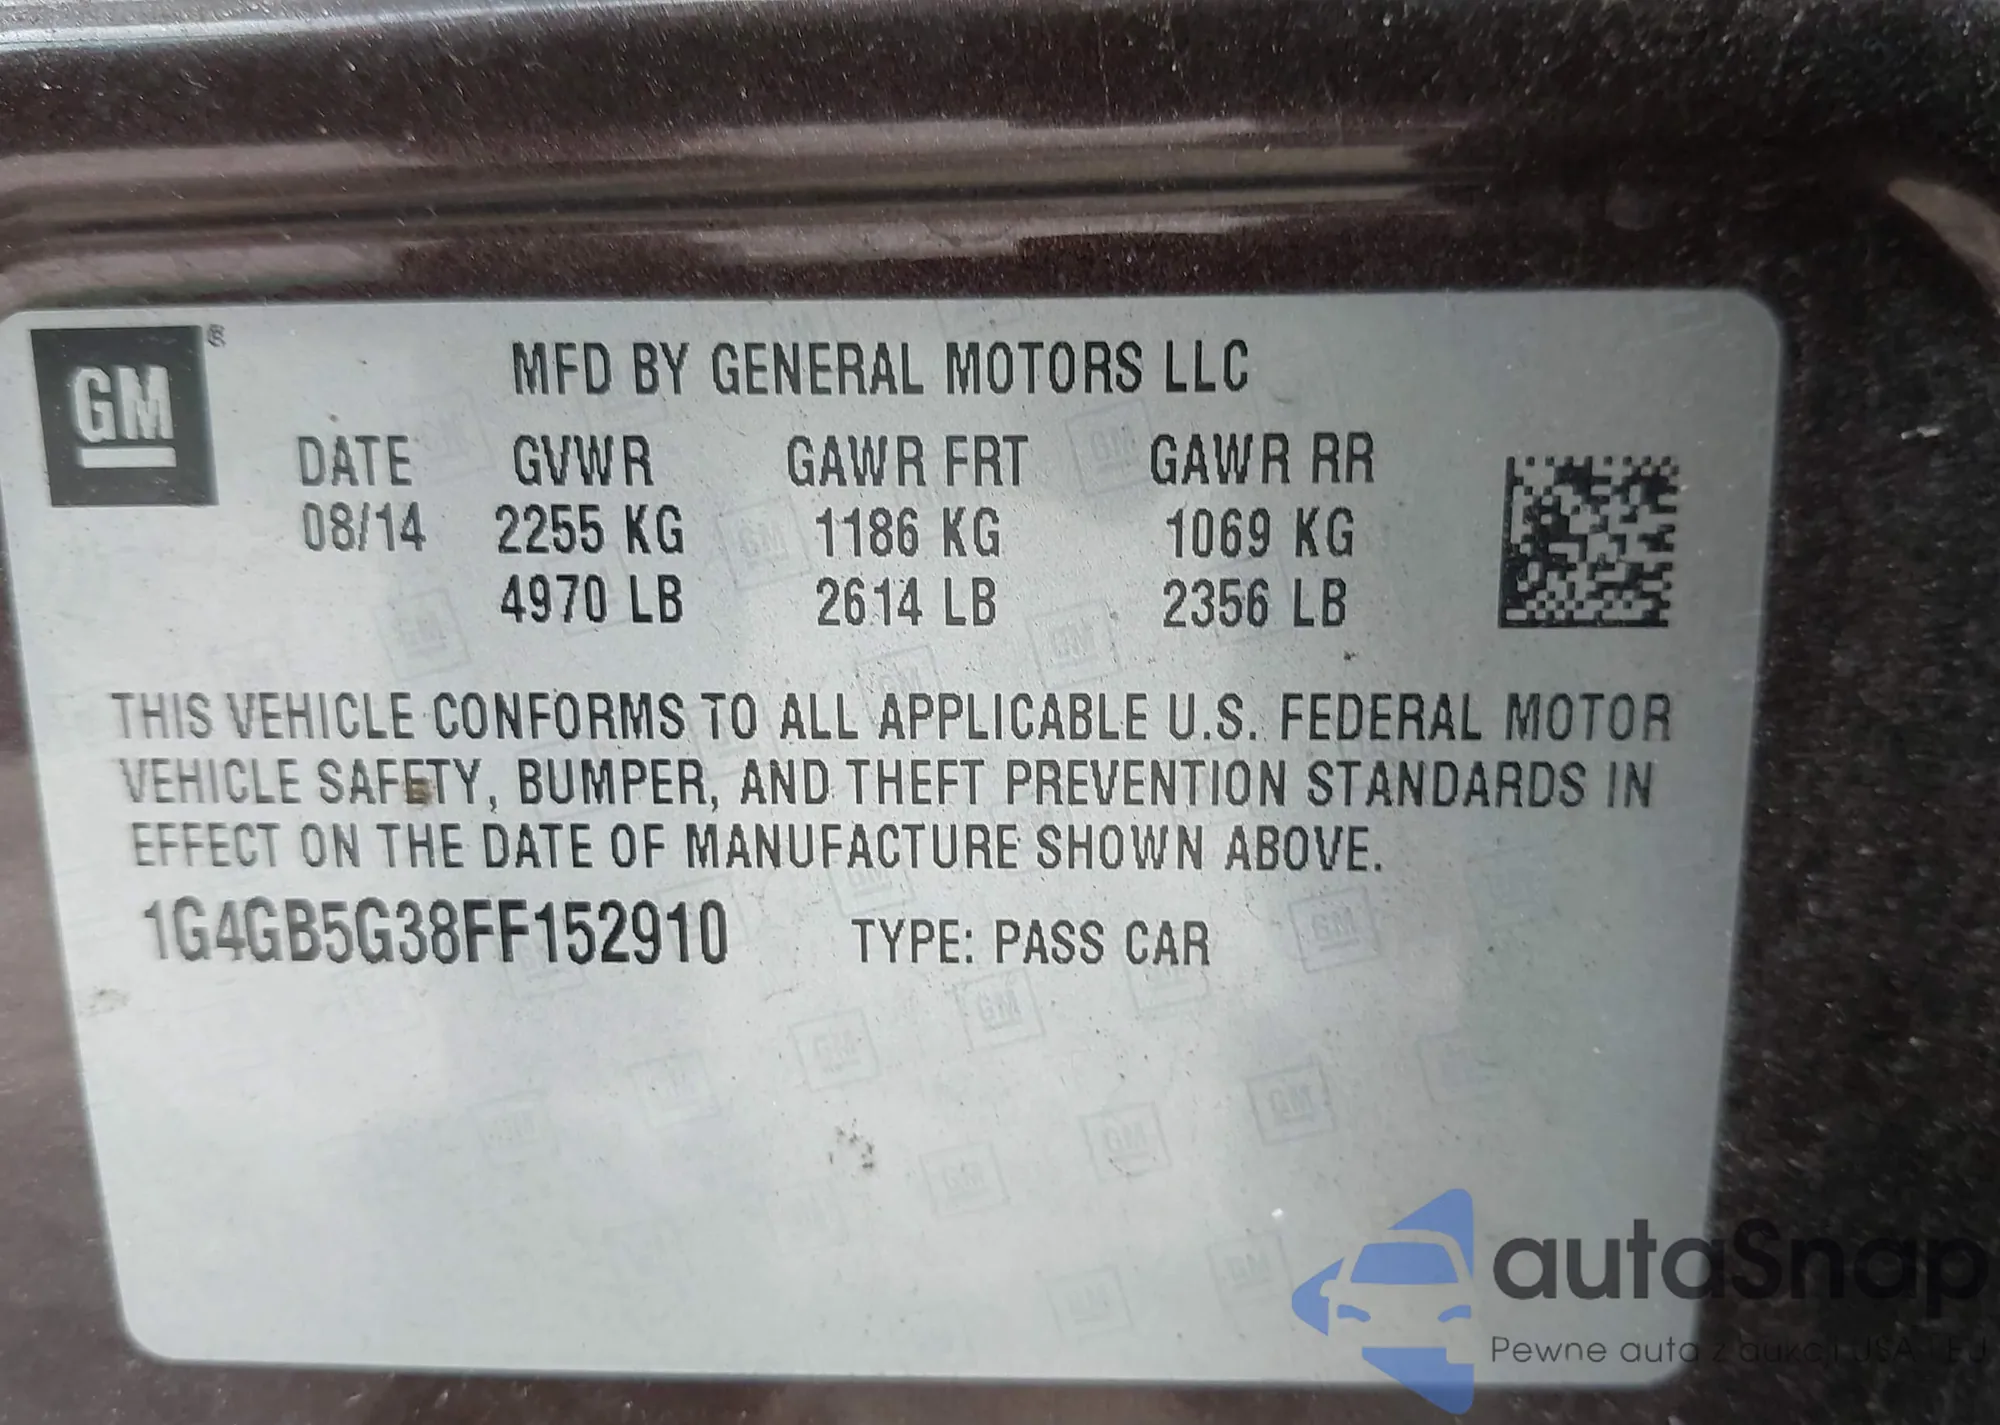 GM®
MFD BY GENERAL MOTORS LLC
DATE GVWR GAWR FRT GAWR RR
08/14 2255 KG 1186 KG 1069 KG
4970 LB 2614 LB 2356 LB
THIS VEHICLE CONFORMS TO ALL APPLICABLE U.S. FEDERAL MOTOR
VEHICLE SAFETY, BUMPER, AND THEFT PREVENTION STANDARDS IN
EFFECT ON THE DATE OF MANUFACTURE SHOWN ABOVE.
1G4GB5G38FF152910 TYPE: PASS CAR
autaSnap
Pewne auta z aukcji USA i EU